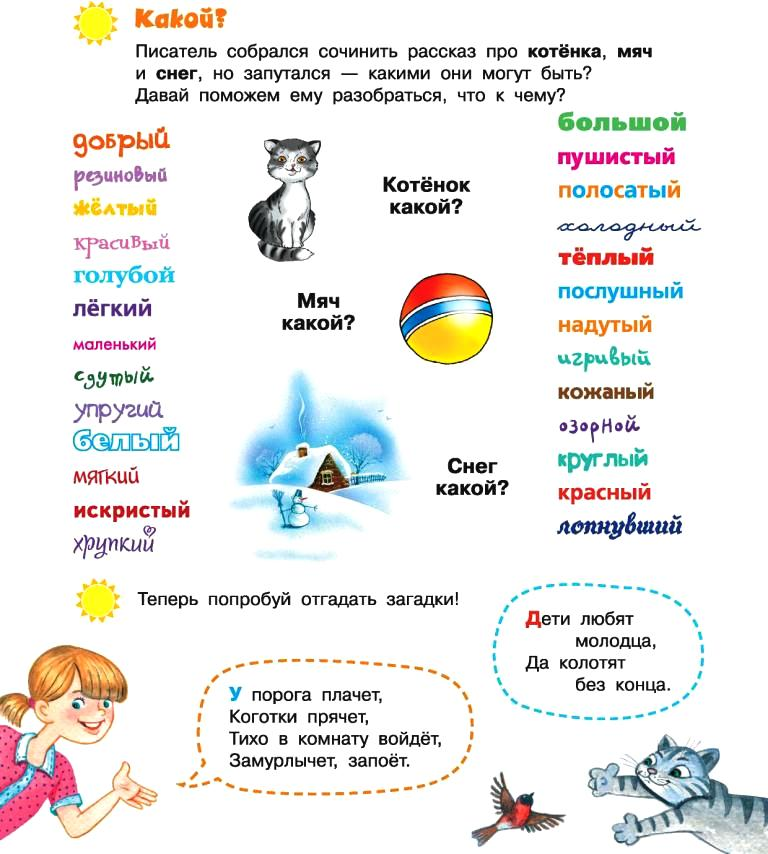 Какой?
Писатель собрался сочинить рассказ про котёнка, мяч
и снег, но запутался — какими они могут быть?
Давай поможем ему разобраться, что к чему?
добрый
резиновый
жёлтый
красивый
голубой
лёгкий
маленький
сдутый
упругий
белый
мягкий
искристый
хрупкий
Котёнок
какой?
Мяч
какой?
Снег
какой?
большой
пушистый
полосатый
холодный
тёплый
послушный
надутый
игривый
кожаный
озорной
круглый
красный
лопнувший
Теперь попробуй отгадать загадки!
У порога плачет,
Коготки прячет,
Тихо в комнату войдёт,
Замурлычет, запоёт.
Дети любят
молодца,
Да колотят
без конца.